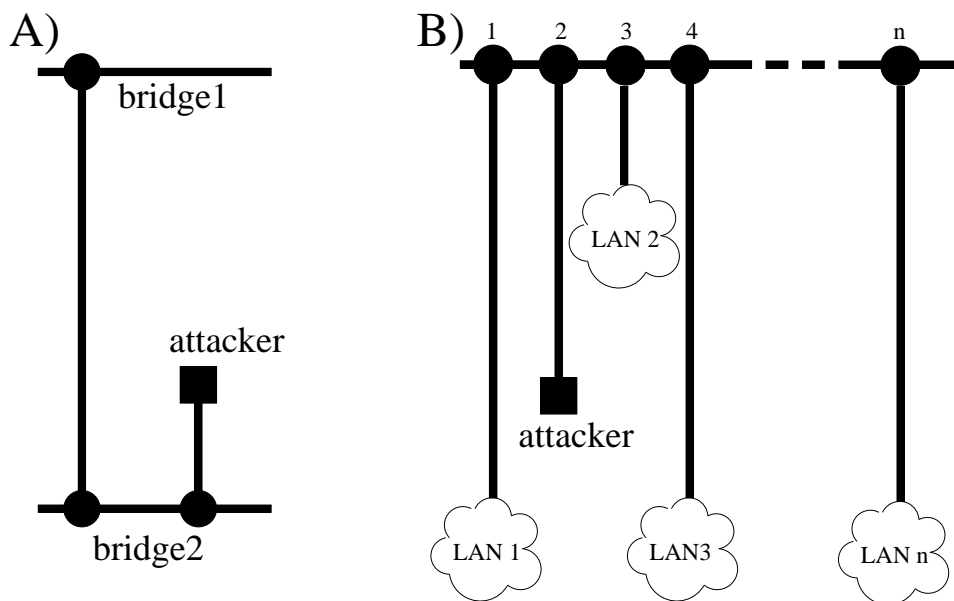 A)
bridge1
attacker
bridge2
B)
1 2 3 4 n
LAN 2
attacker
LAN 1 LAN3 LAN n